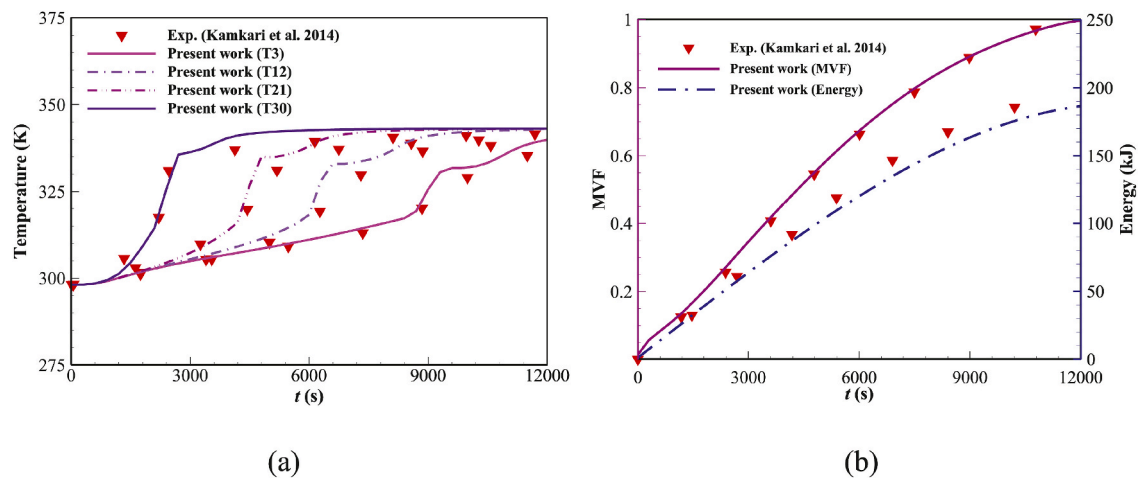 375
350
325
300
275
Temperature (K)
Exp. (Kamkari et al. 2014)
Present work (T3)
Present work (T12)
Present work (T21)
Present work (T30)
0
3000
6000
9000
12000
t (s)
(a)
1
0.8
0.6
0.4
0.2
MVF
Exp. (Kamkari et al. 2014)
Present work (MVF)
Present work (Energy)
250
200
150
100
50
0
Energy (kJ)
0
3000
6000
9000
12000
t (s)
(b)